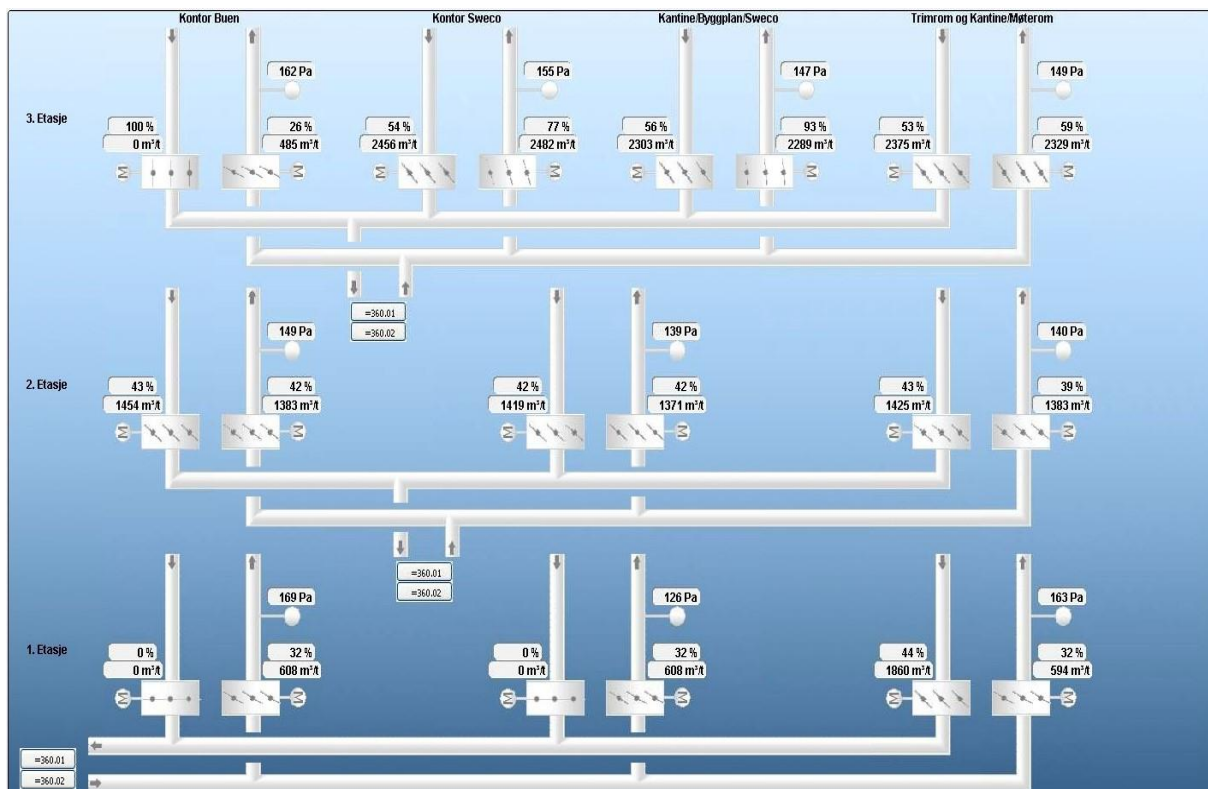 Kontor Buen Kontor Sweco Kantine/Byggplan/Sweco Trimrom og Kantine/Møterom
162 Pa 155 Pa 147 Pa 149 Pa
3. Etasje
100 % 26 % 54 % 77 % 56 % 93 % 53 % 59 %
0 m³/t 485 m³/t 2456 m³/t 2482 m³/t 2303 m³/t 2289 m³/t 2375 m³/t 2329 m³/t
M M M M M M M M
=360.01
=360.02
149 Pa 139 Pa 140 Pa
2. Etasje
43 % 42 % 42 % 42 % 43 % 39 %
1454 m³/t 1383 m³/t 1419 m³/t 1371 m³/t 1425 m³/t 1383 m³/t
M M M M M M
=360.01
=360.02
169 Pa 126 Pa 163 Pa
1. Etasje
0 % 32 % 0 % 32 % 44 % 32 %
0 m³/t 608 m³/t 0 m³/t 608 m³/t 1860 m³/t 594 m³/t
M M M M M M
=360.01
=360.02